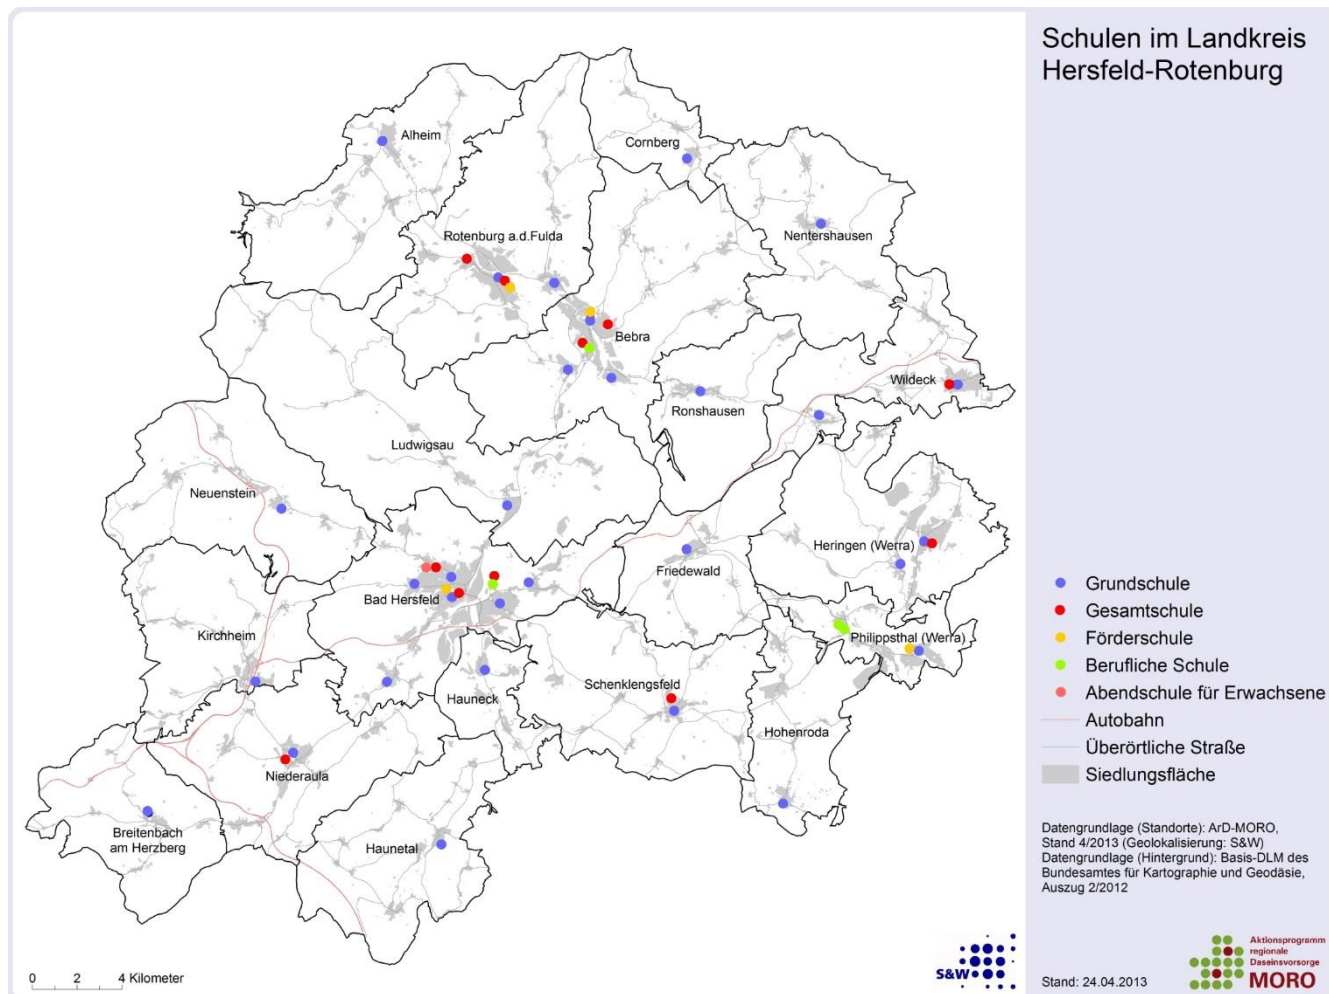 Schulen im Landkreis
Hersfeld-Rotenburg
Alheim
Cornberg
Nentershausen
Rotenburg a.d.Fulda
Bebra
Wildeck
Ronshausen
Ludwigsau
Neuenstein
Heringen (Werra)
Friedewald
Bad Hersfeld
Kirchheim
Philippsthal (Werra)
Schenklengsfeld
Hauneck
Hohenroda
Niederaula
Breitenbach
am Herzberg
Haunetal
Grundschule
Gesamtschule
Förderschule
Berufliche Schule
Abendschule für Erwachsene
Autobahn
Überörtliche Straße
Siedlungsfläche
Datengrundlage (Standorte): ArD-MORO,
Stand 4/2013 (Geolokalisierung: S&W)
Datengrundlage (Hintergrund): Basis-DLM des
Bundesamtes für Kartographie und Geodäsie,
Auszug 2/2012
0 2 4 Kilometer
S&W
Stand: 24.04.2013
Aktionsprogramm
regionale
Daseinsvorsorge
MORO